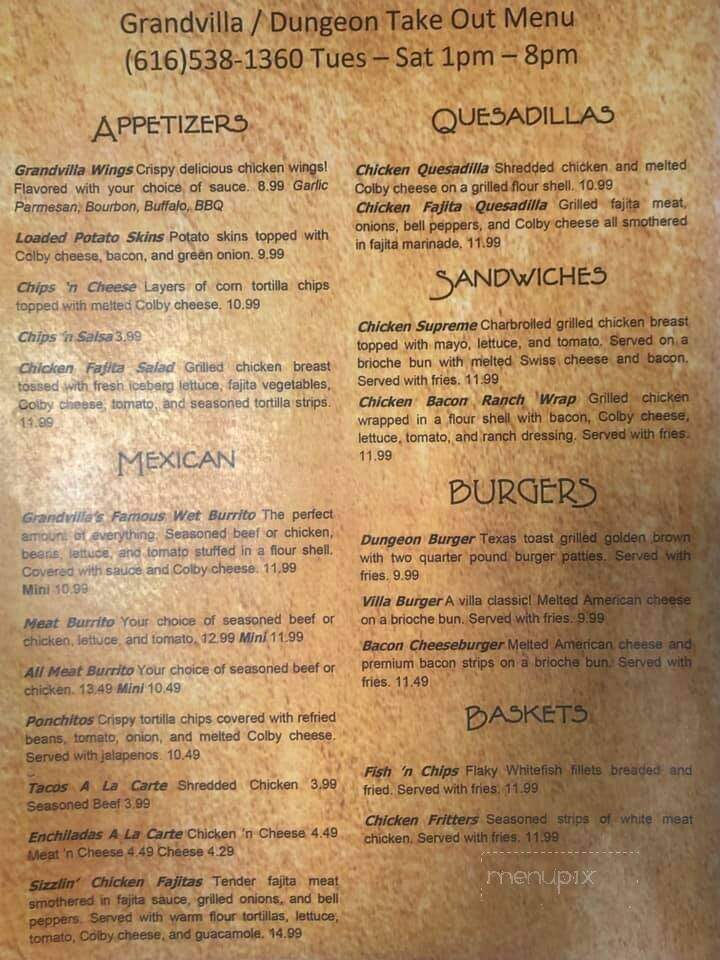 Grandvilla / Dungeon Take Out Menu
(616)538-1360 Tues – Sat 1pm – 8pm
APPETIZERS
Grandvilla Wings Crispy delicious chicken wings!
Flavored with your choice of sauce. 8.99 Garlic
Parmesan, Bourbon, Buffalo, BBQ
Loaded Potato Skins Potato skins topped with
Colby cheese, bacon, and green onion. 9.99
Chips 'n Cheese Layers of corn tortilla chips
topped with melted Colby cheese. 10.99
Chips 'n Salsa 3.99
Chicken Fajita Salad Grilled chicken breast
tossed with fresh iceberg lettuce, fajita vegetables,
Colby cheese, tomato, and seasoned tortilla strips.
11.99
MEXICAN
Grandvilla's Famous Wet Burrito The perfect
amount of everything. Seasoned beef or chicken,
beans, lettuce, and tomato stuffed in a flour shell.
Covered with sauce and Colby cheese. 11.99
Mini 10.99
Meat Burrito Your choice of seasoned beef or
chicken, lettuce, and tomato. 12.99 Mini 11.99
All Meat Burrito Your choice of seasoned beef or
chicken. 13.49 Mini 10.49
Ponchitos Crispy tortilla chips covered with refried
beans, tomato, onion, and melted Colby cheese.
Served with jalapenos. 10.49
Tacos A La Carte Shredded Chicken 3.99
Seasoned Beef 3.99
Enchiladas A La Carte Chicken 'n Cheese 4.49
Meat 'n Cheese 4.49 Cheese 4.29
Sizzlin' Chicken Fajitas Tender fajita meat
smothered in fajita sauce, grilled onions, and bell
peppers. Served with warm flour tortillas, lettuce,
tomato, Colby cheese, and guacamole. 14.99
QUESADILLAS
Chicken Quesadilla Shredded chicken and melted
Colby cheese on a grilled flour shell. 10.99
Chicken Fajita Quesadilla Grilled fajita meat,
onions, bell peppers, and Colby cheese all smothered
in fajita marinade. 11.99
SANDWICHES
Chicken Supreme Charbrolled grilled chicken breast
topped with mayo, lettuce, and tomato. Served on a
brioche bun with melted Swiss cheese and bacon.
Served with fries. 11.99
Chicken Bacon Ranch Wrap Grilled chicken
wrapped in a flour shell with bacon, Colby cheese,
lettuce, tomato, and ranch dressing. Served with fries.
11.99
BURGERS
Dungeon Burger Texas toast grilled golden brown
with two quarter pound burger patties. Served with
fries. 9.99
Villa Burger A villa classic! Melted American cheese
on a brioche bun. Served with fries. 9.99
Bacon Cheeseburger Melted American cheese and
premium bacon strips on a brioche bun. Served with
fries. 11.49
BASKETS
Fish 'n Chips Flaky Whitefish fillets breaded and
fried. Served with fries. 11.99
Chicken Fritters Seasoned strips of white meat
chicken. Served with fries. 11.99
menupix